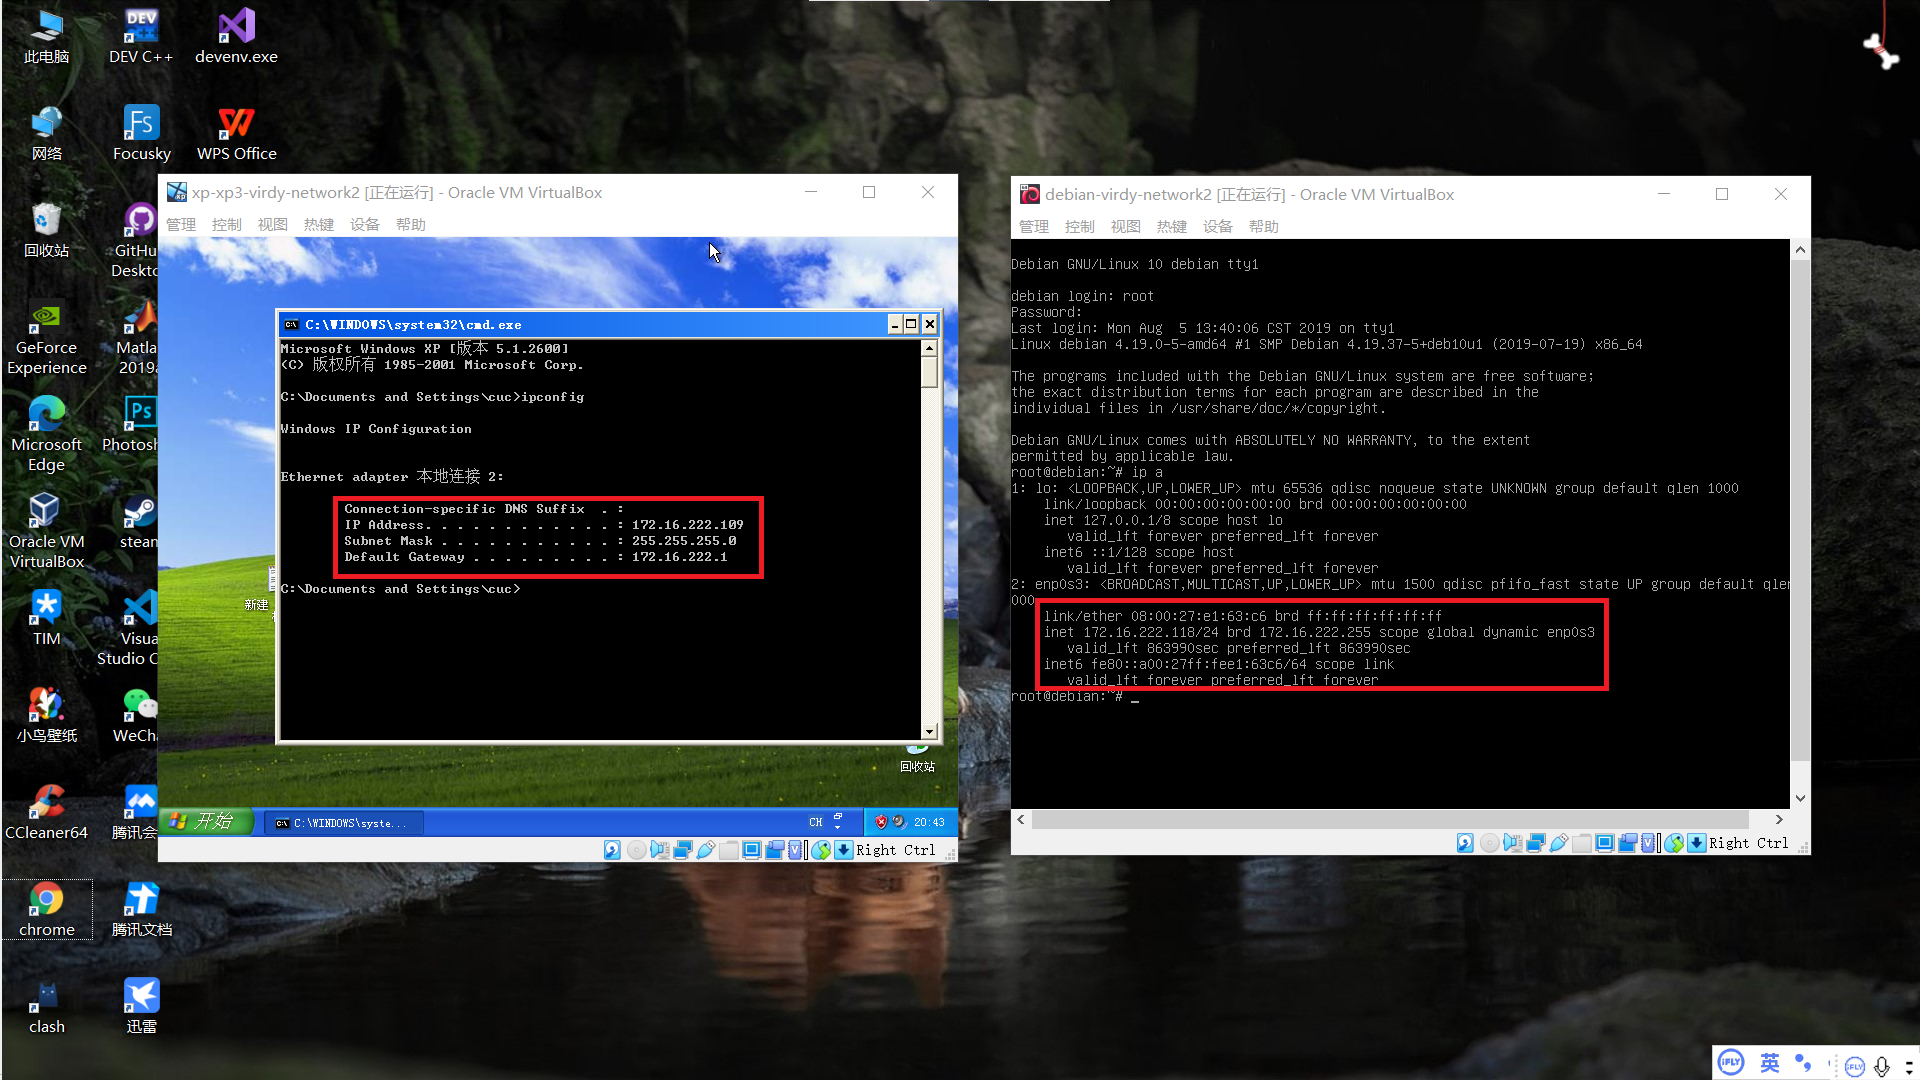 此电脑
DEV C++
devenv.exe
网络
Focusky
WPS Office
回收站
GitHu
Deskto
GeForce
Experience
Matla
2019a
Microsoft
Edge
Photosh
Oracle VM
VirtualBox
steam
TIM
Visua
Studio C
小鸟壁纸
WeCha
CCleaner64
腾讯会
chrome
腾讯文档
clash
迅雷
xp-xp3-virdy-network2 [正在运行] - Oracle VM VirtualBox
管理 控制 视图 热键 设备 帮助
C:\WINDOWS\system32\cmd.exe
Microsoft Windows XP [版本 5.1.2600]
(C) 版权所有 1985-2001 Microsoft Corp.
C:\Documents and Settings\cuc>ipconfig
Windows IP Configuration
Ethernet adapter 本地连接 2:
Connection-specific DNS Suffix . :
IP Address. . . . . . . . . . . . : 172.16.222.109
Subnet Mask . . . . . . . . . . . : 255.255.255.0
Default Gateway . . . . . . . . . : 172.16.222.1
C:\Documents and Settings\cuc>
新建
回收站
开始
C:\WINDOWS\syste...
CH
20:43
Right Ctrl
debian-virdy-network2 [正在运行] - Oracle VM VirtualBox
管理 控制 视图 热键 设备 帮助
Debian GNU/Linux 10 debian tty1
debian login: root
Password:
Last login: Mon Aug  5 13:40:06 CST 2019 on tty1
Linux debian 4.19.0-5-amd64 #1 SMP Debian 4.19.37-5+deb10u1 (2019-07-19) x86_64
The programs included with the Debian GNU/Linux system are free software;
the exact distribution terms for each program are described in the
individual files in /usr/share/doc/*/copyright.
Debian GNU/Linux comes with ABSOLUTELY NO WARRANTY, to the extent
permitted by applicable law.
root@debian:~# ip a
1: lo: <LOOPBACK,UP,LOWER_UP> mtu 65536 qdisc noqueue state UNKNOWN group default qlen 1000
link/loopback 00:00:00:00:00:00 brd 00:00:00:00:00:00
inet 127.0.0.1/8 scope host lo
valid_lft forever preferred_lft forever
inet6 ::1/128 scope host
valid_lft forever preferred_lft forever
2: enp0s3: <BROADCAST,MULTICAST,UP,LOWER_UP> mtu 1500 qdisc pfifo_fast state UP group default qlen
000
link/ether 08:00:27:e1:63:c6 brd ff:ff:ff:ff:ff:ff
inet 172.16.222.118/24 brd 172.16.222.255 scope global dynamic enp0s3
valid_lft 863990sec preferred_lft 863990sec
inet6 fe80::a00:27ff:fee1:63c6/64 scope link
valid_lft forever preferred_lft forever
root@debian:~# _
Right Ctrl
iFLY 英
iFLY